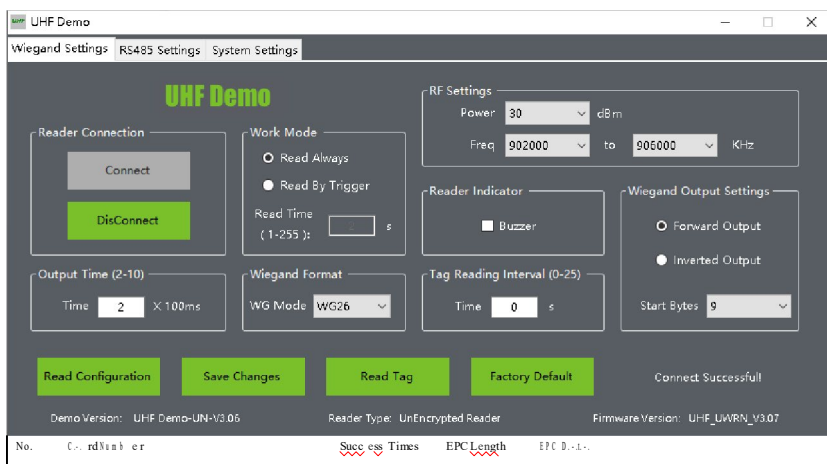 UHF Demo
Wiegand Settings RS485 Settings System Settings
UHF Demo
RF Settings
Power 30 dBm
Freq 902000 to 906000 KHz
Reader Connection
Connect
DisConnect
Work Mode
Read Always
Read By Trigger
Read Time
(1-255): s
Reader Indicator
Buzzer
Wiegand Output Settings
Forward Output
Inverted Output
Start Bytes 9
Output Time (2-10)
Time 2 X 100ms
Wiegand Format
WG Mode WG26
Tag Reading Interval (0-25)
Time 0 s
Read Configuration Save Changes Read Tag Factory Default Connect Successful!
Demo Version: UHF Demo-UN-V3.06 Reader Type: UnEncrypted Reader Firmware Version: UHF_UWRN_V3.07
No. Success Times EPC Length EPC